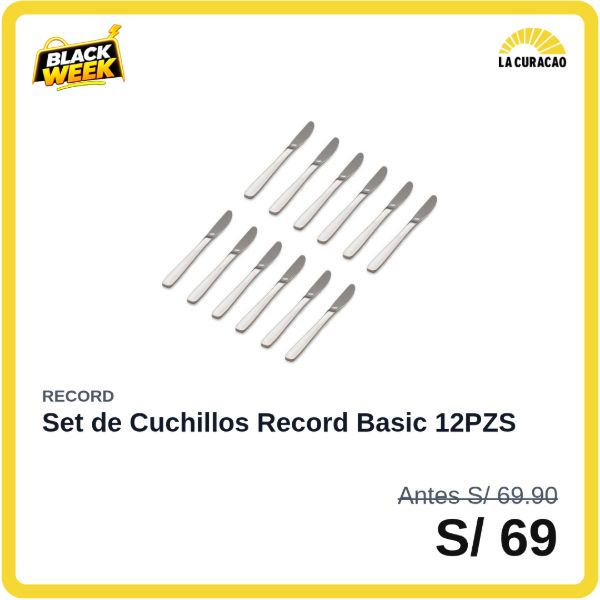 BLACK
WEEK
LA CURACAO
RECORD
Set de Cuchillos Record Basic 12PZS
Antes S/ 69.90
S/ 69